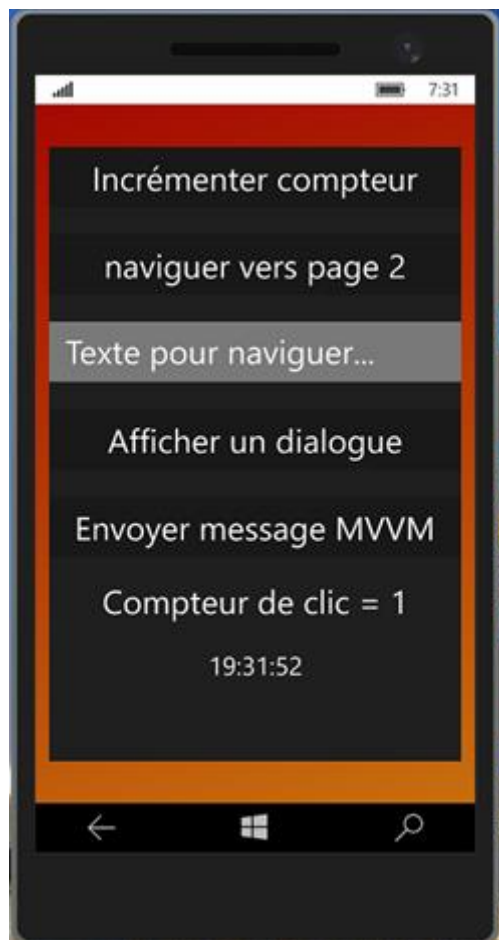 7:31
Incrémenter compteur
naviguer vers page 2
Texte pour naviguer...
Afficher un dialogue
Envoyer message MVVM
Compteur de clic = 1
19:31:52